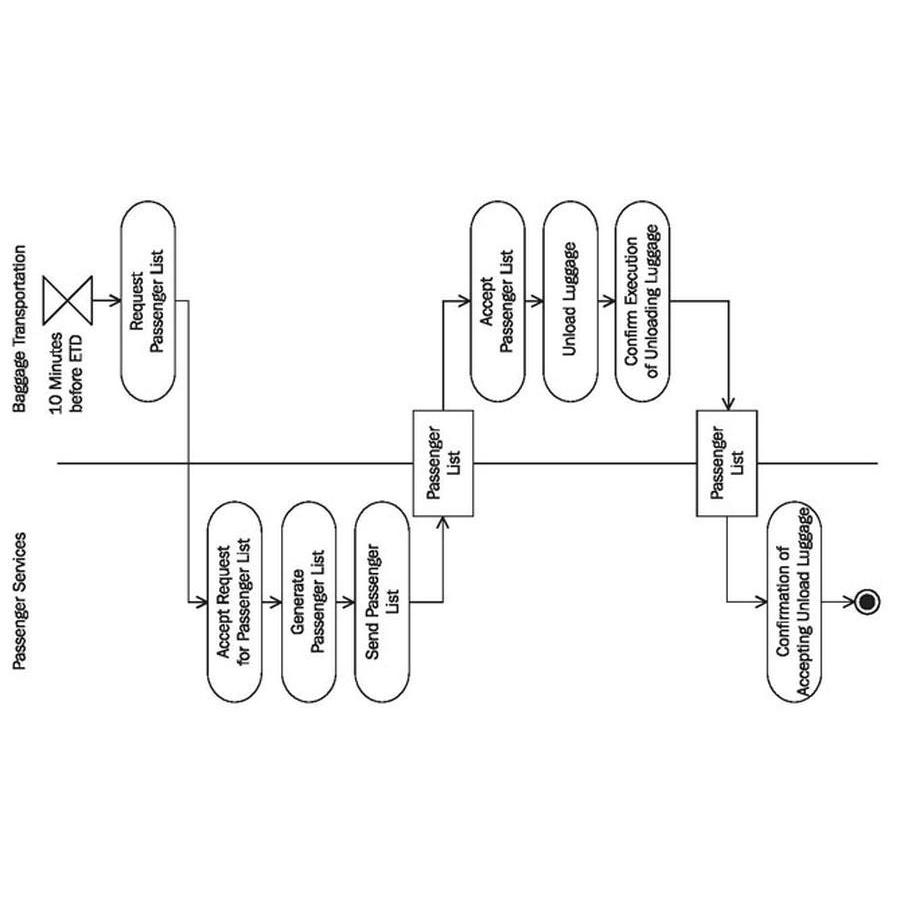 Passenger Services
Baggage Transportation
10 Minutes
before ETD
Request
Passenger List
Accept Request
for Passenger List
Generate
Passenger List
Send Passenger
List
Passenger
List
Accept
Passenger List
Unload Luggage
Confirm Execution
of Unloading Luggage
Passenger
List
Confirmation of
Accepting Unload Luggage